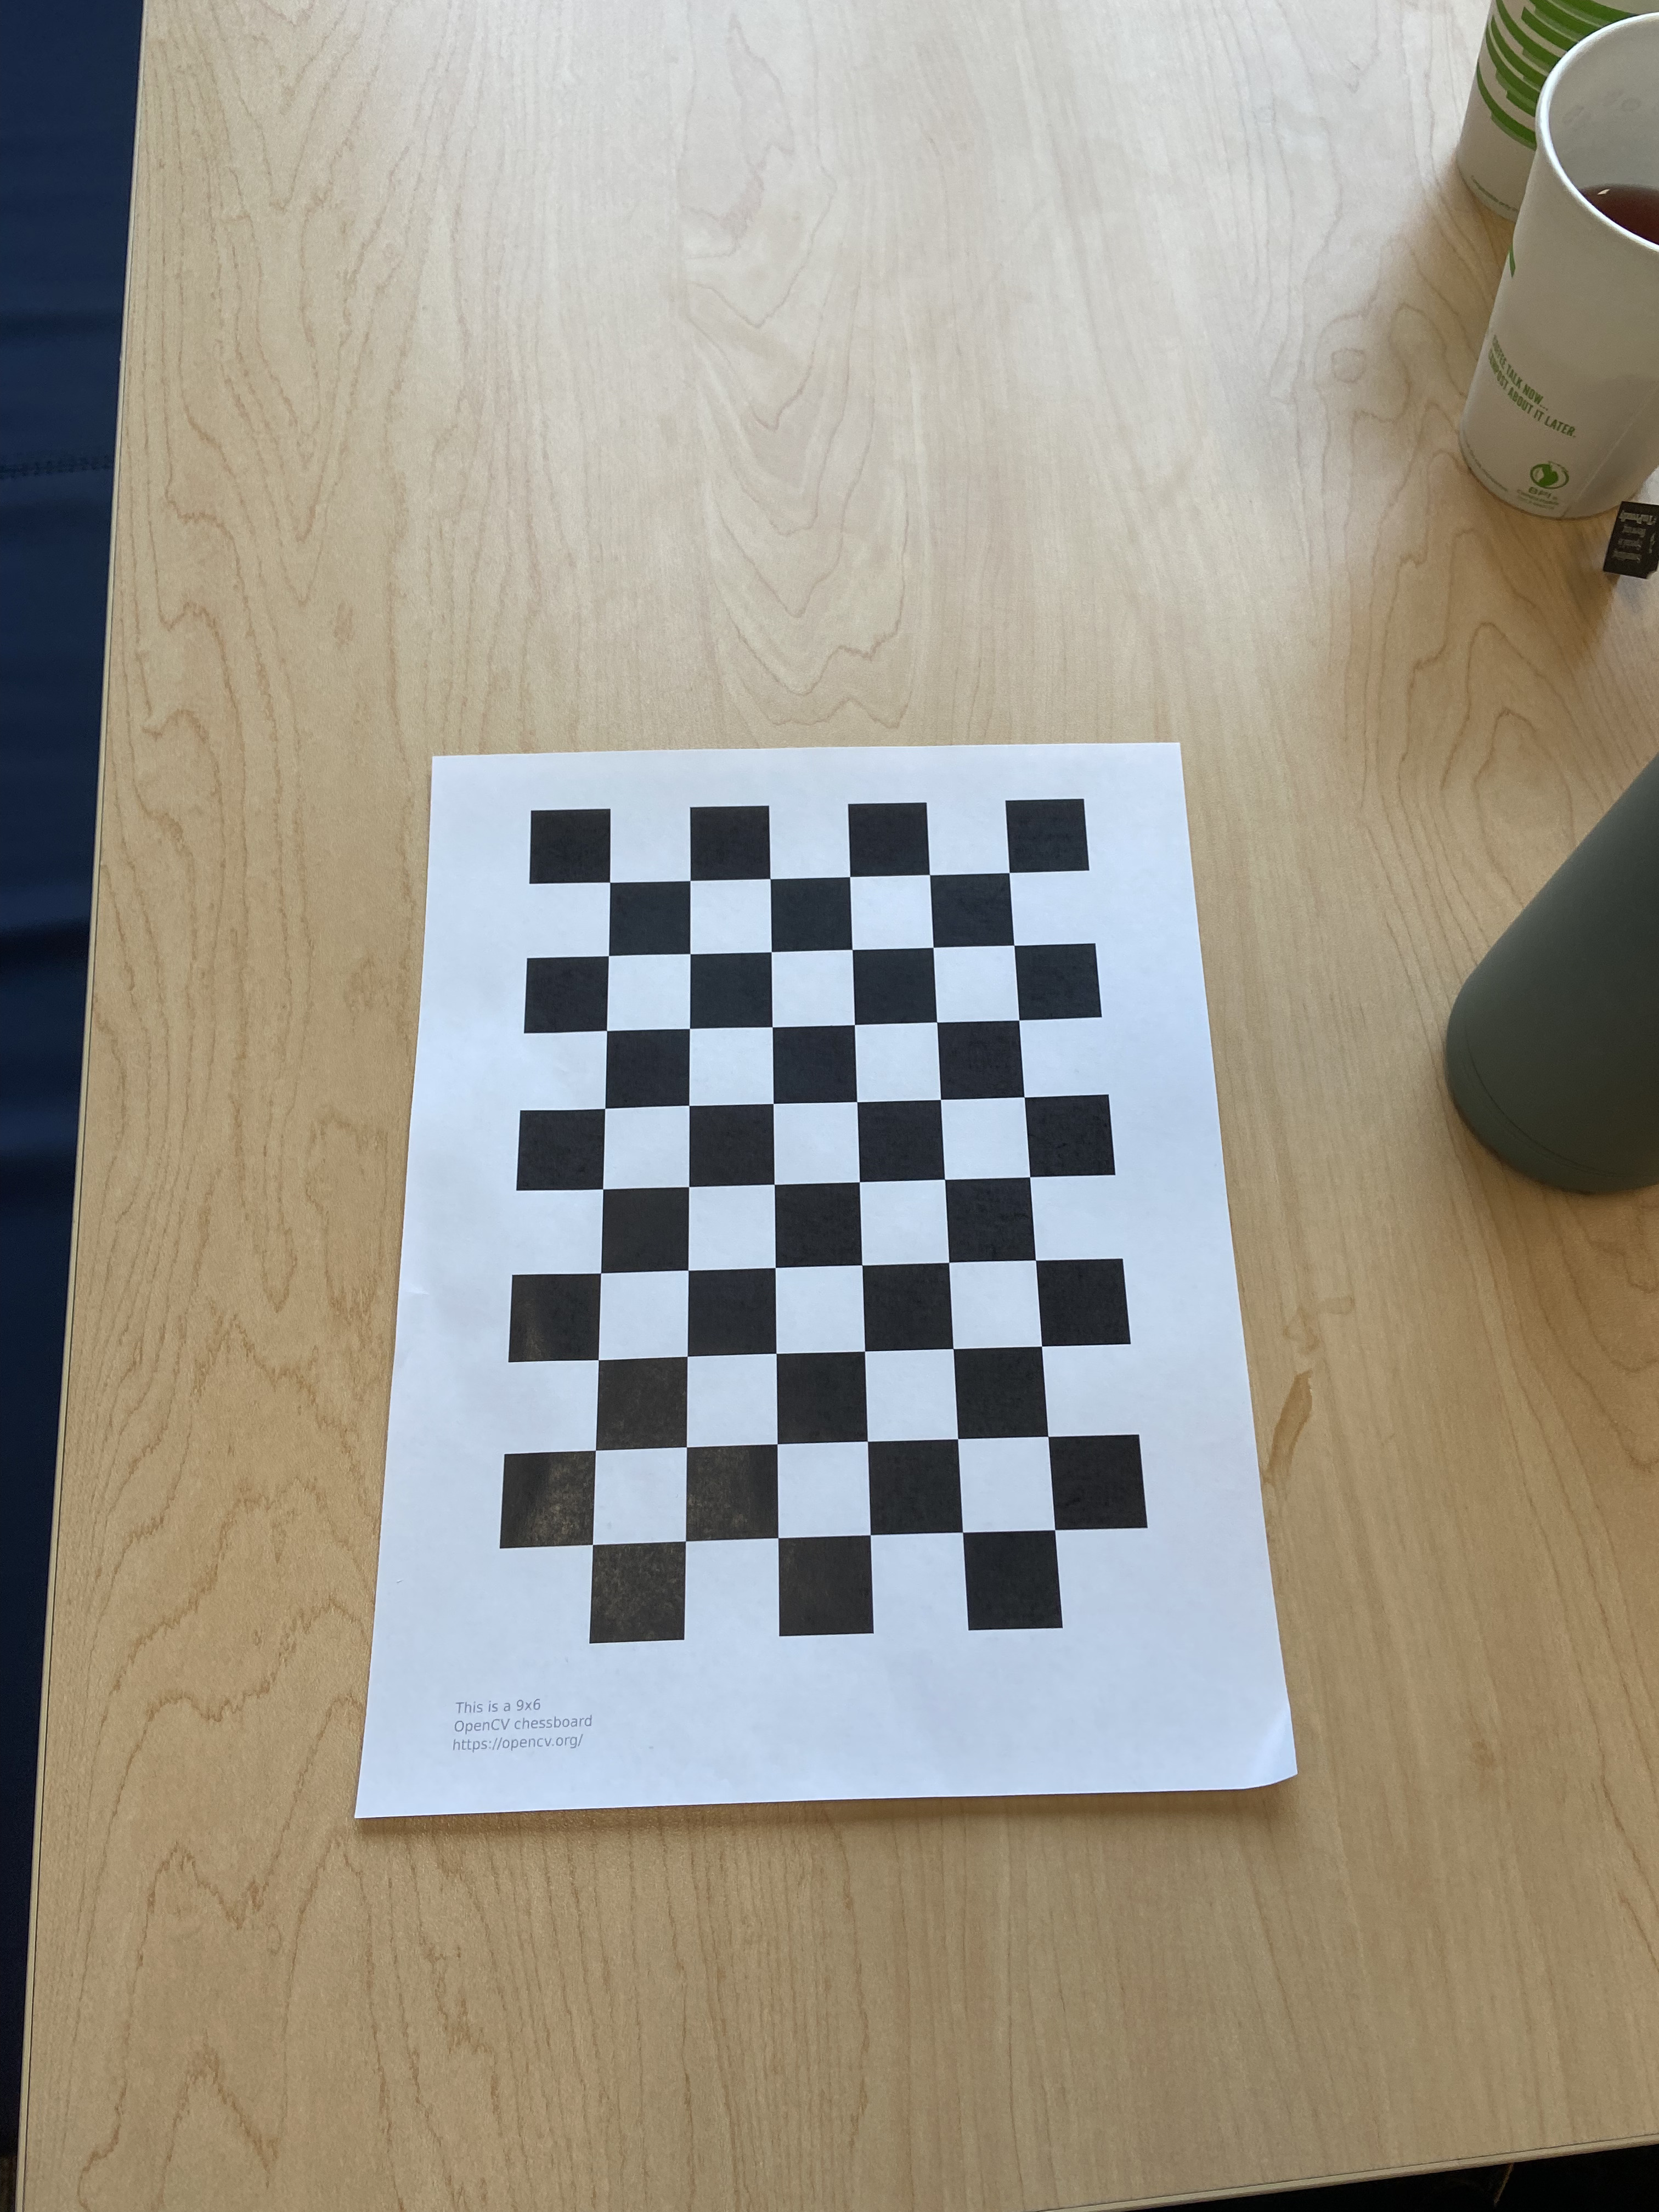 COFFEE TALK NOW...
COMPOST ABOUT IT LATER.
BPI
This is a 9x6
OpenCV chessboard
https://opencv.org/